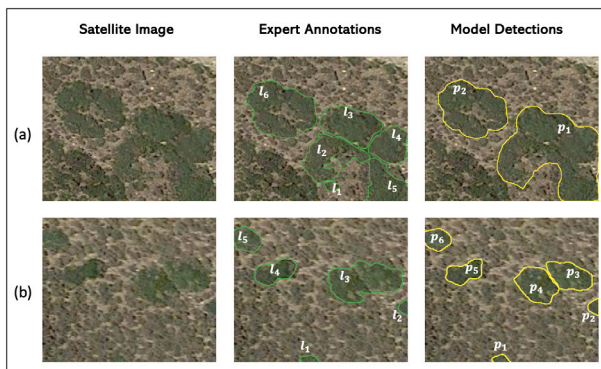 Satellite Image Expert Annotations Model Detections
(a)
l₆ l₃ l₄ l₂ l₁ l₅
p₂ p₁
(b)
l₅ l₄ l₃ l₂ l₁
p₆ p₅ p₃ p₄ p₂ p₁